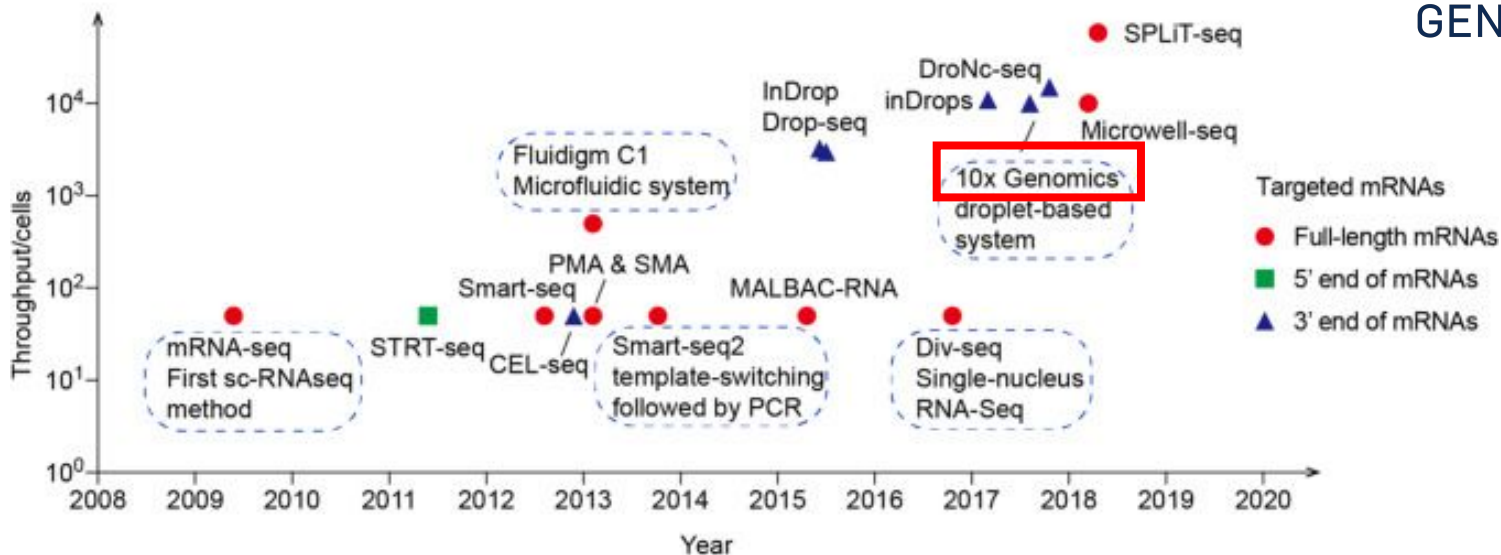 GEN
SPLiT-seq
DroNc-seq
InDrop
Drop-seq
inDrops
Microwell-seq
Fluidigm C1
Microfluidic system
10x Genomics
droplet-based
system
PMA & SMA
Smart-seq
MALBAC-RNA
STRT-seq
CEL-seq
mRNA-seq
First sc-RNAseq
method
Smart-seq2
template-switching
followed by PCR
Div-seq
Single-nucleus
RNA-Seq
Targeted mRNAs
Full-length mRNAs
5' end of mRNAs
3' end of mRNAs
Throughput/cells
10⁴
10³
10²
10¹
10⁰
2008 2009 2010 2011 2012 2013 2014 2015 2016 2017 2018 2019 2020
Year